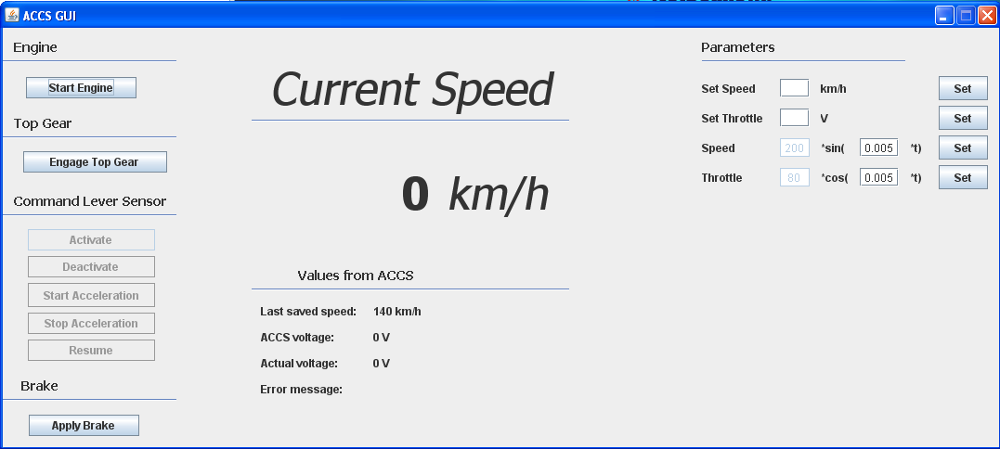 ACCS GUI
Engine
Start Engine
Top Gear
Engage Top Gear
Command Lever Sensor
Activate
Deactivate
Start Acceleration
Stop Acceleration
Resume
Brake
Apply Brake
Current Speed
0 km/h
Values from ACCS
Last saved speed: 140 km/h
ACCS voltage: 0 V
Actual voltage: 0 V
Error message:
Parameters
Set Speed km/h Set
Set Throttle V Set
Speed 200 *sin( 0.005 *t) Set
Throttle 80 *cos( 0.005 *t) Set